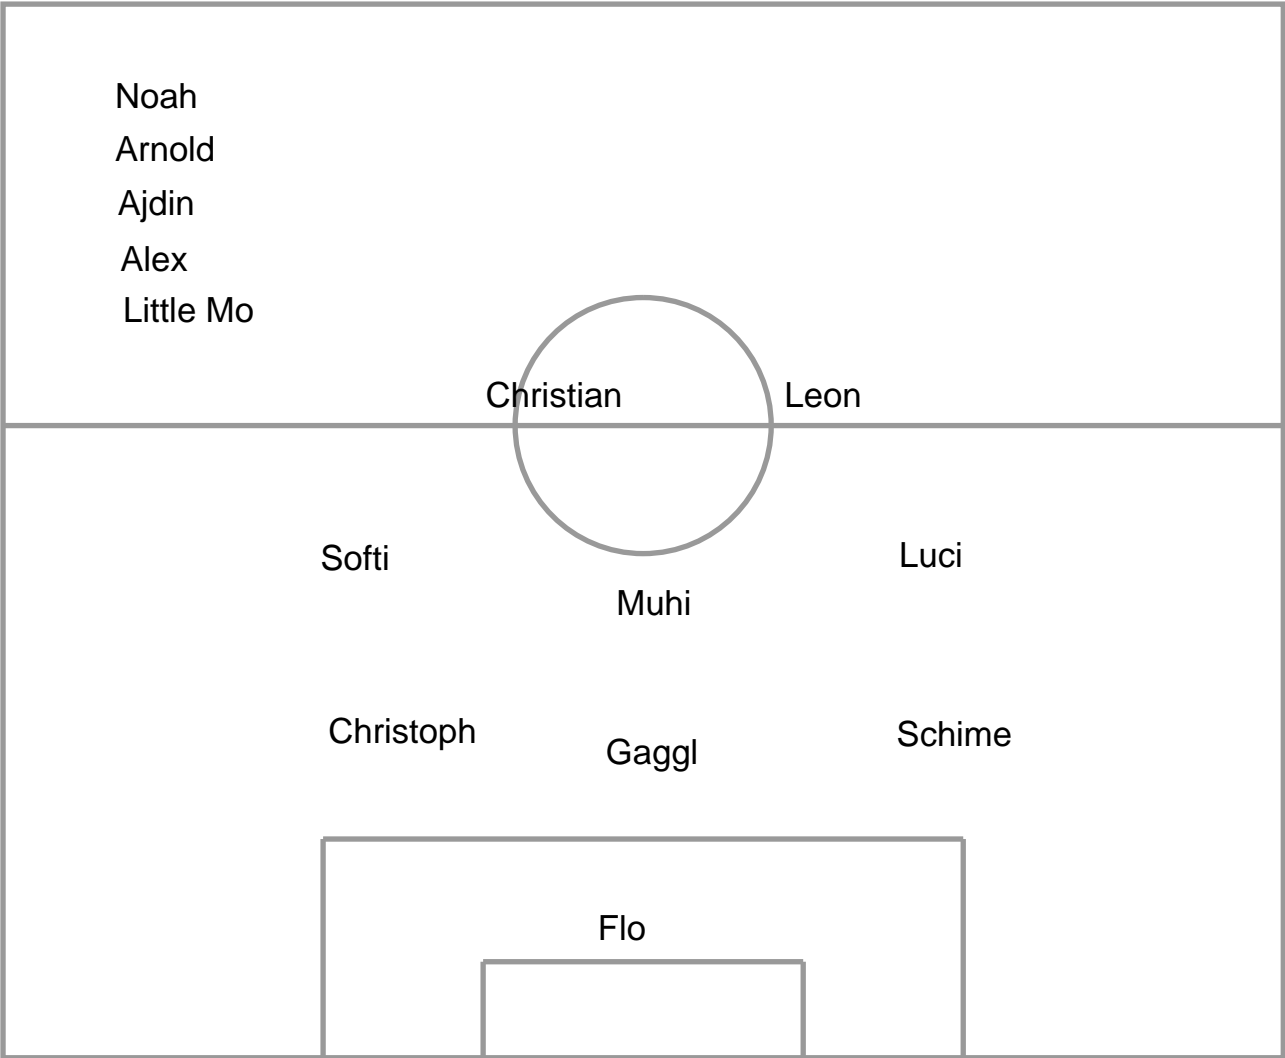 Noah
Arnold
Ajdin
Alex
Little Mo
Christian Leon
Softi Luci
Muhi
Christoph Schime
Gaggl
Flo